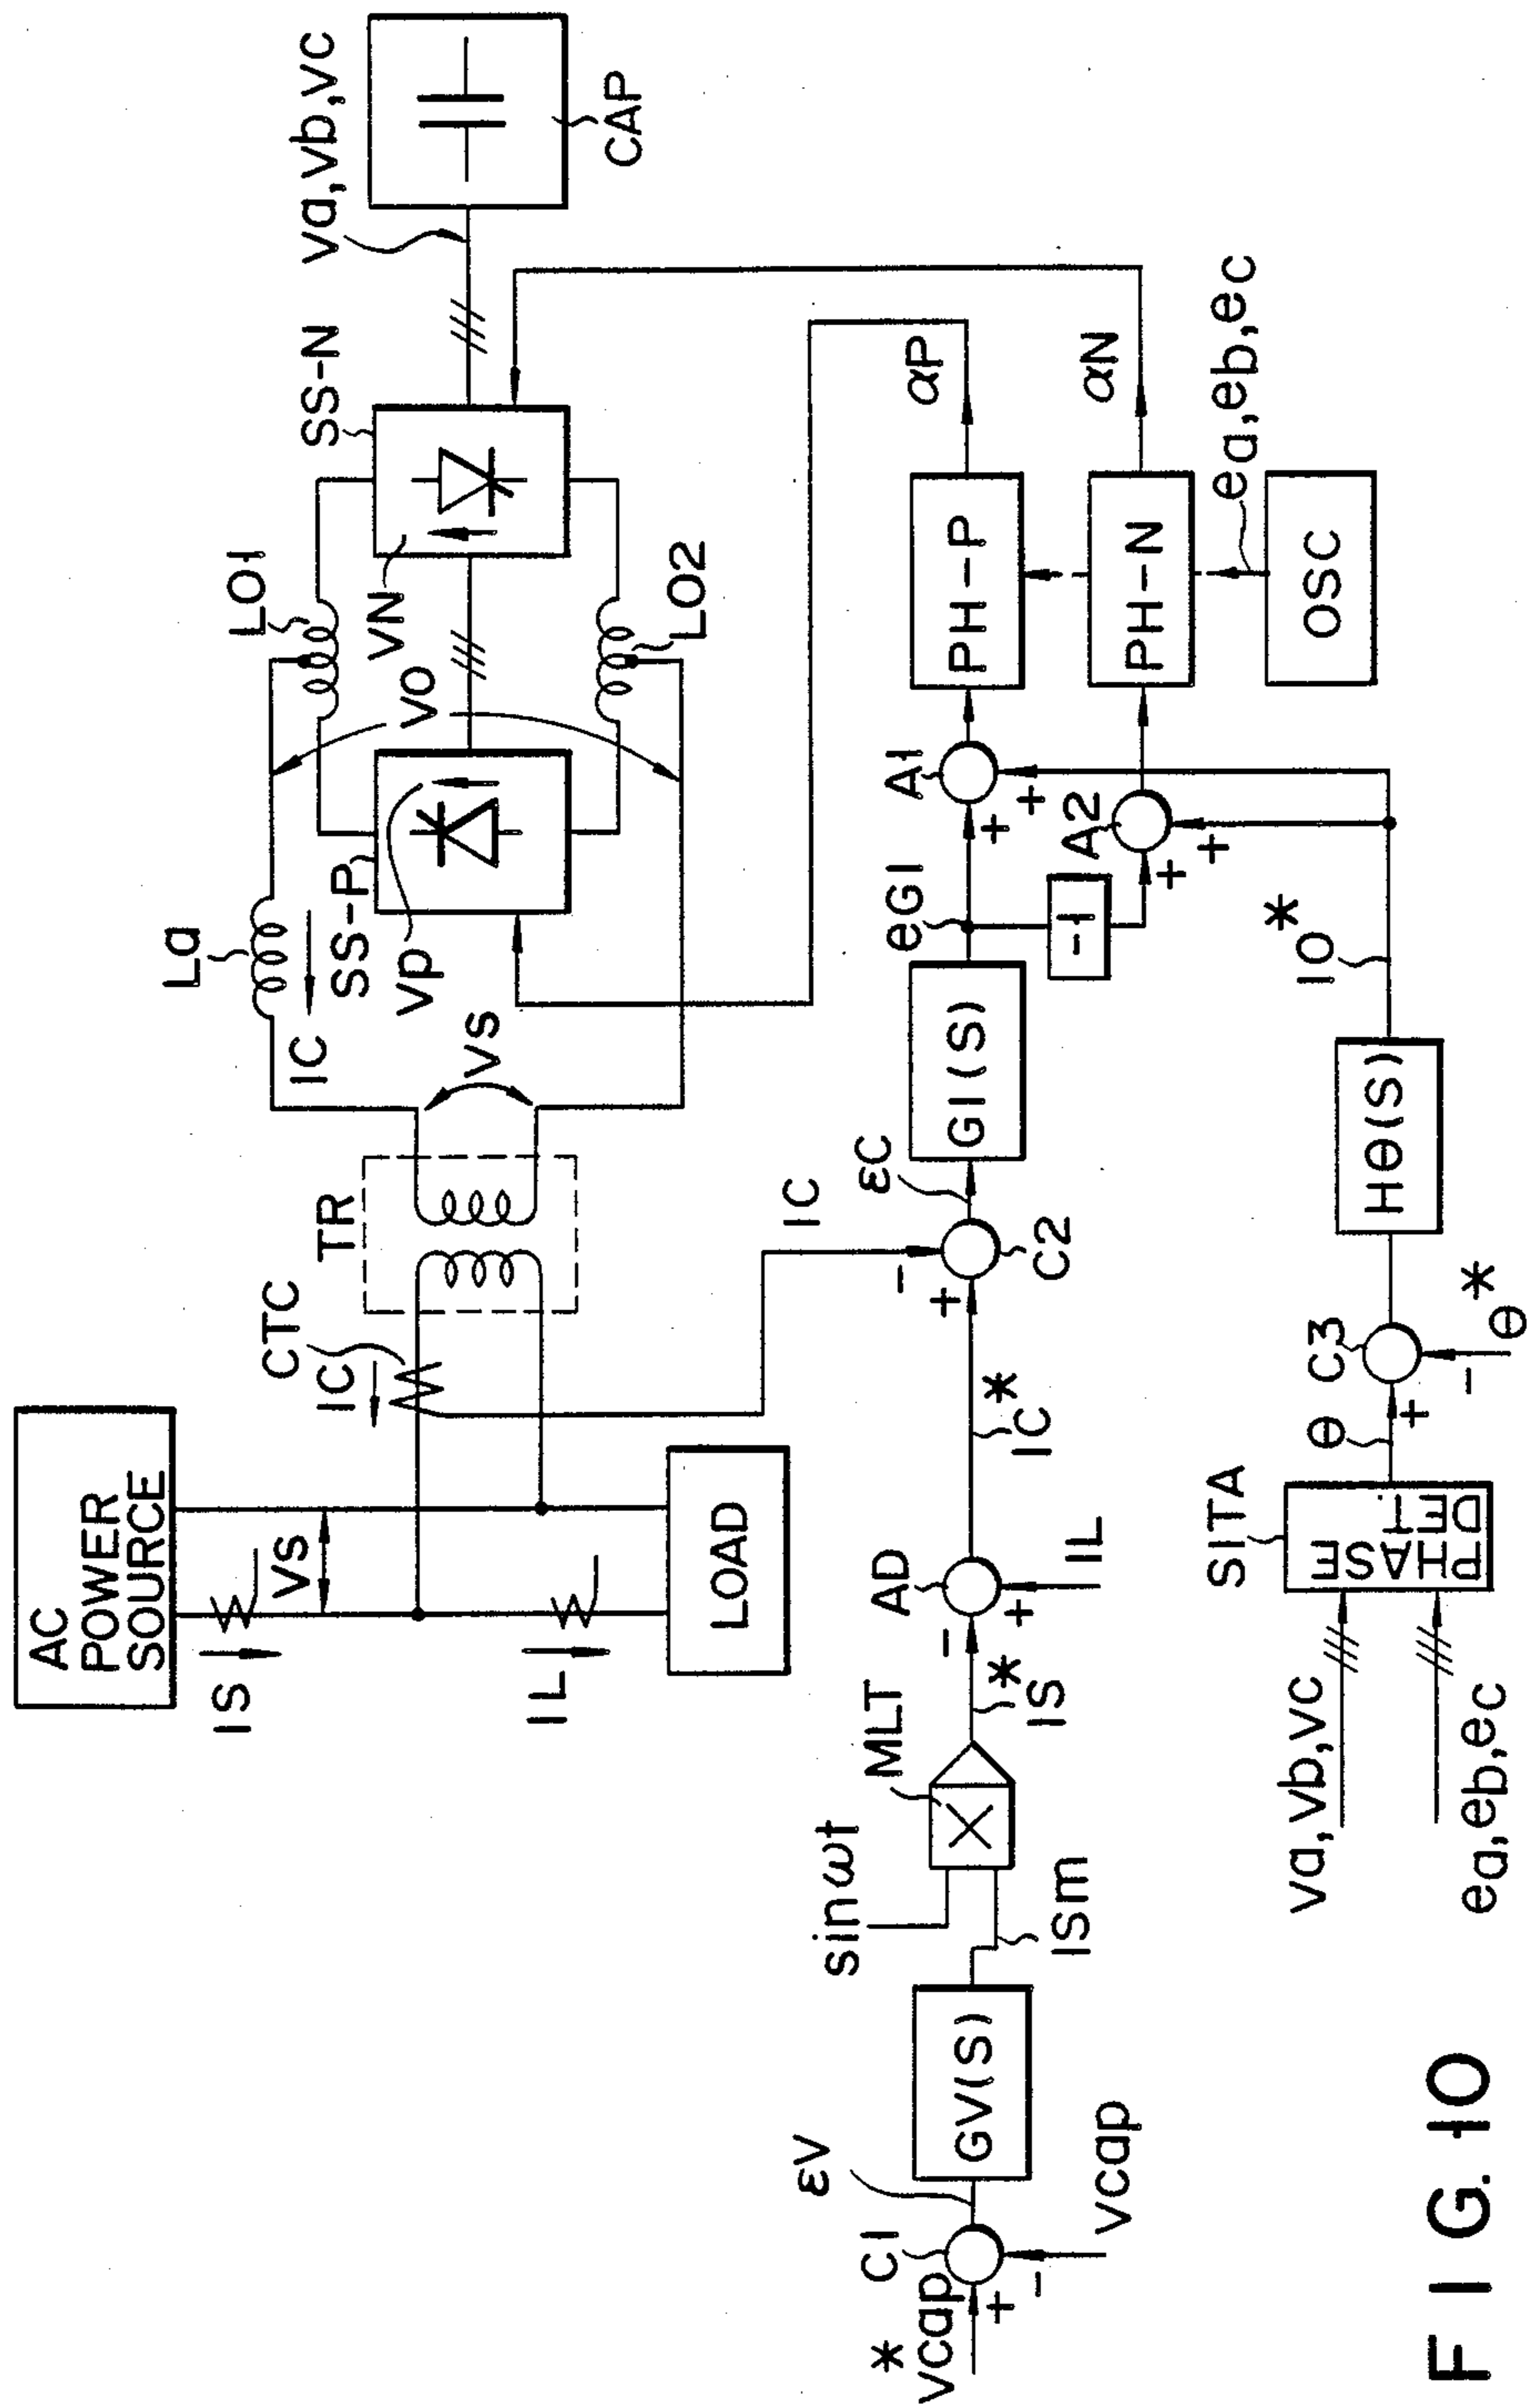 AC
POWER
SOURCE
IS
VS
IL
LOAD
CTC
IC
TR
VS
La
IC
SS-P
VP
VO
LO1
LO2
VN
SS-N
va,vb,vc
CAP
*
vcap
+
-
vcap
C1
εV
GV(S)
ISm
sinωt
MLT
IS*
-
+
AD
IL
IC*
IC
-
+
C2
εC
GI(S)
eGI
-1
A1
+
+
A2
+
+
PH-P
PH-N
αP
αN
OSC
ea,eb,ec
va,vb,vc
ea,eb,ec
SITA
PHASE
DET.
θ
+
-
C3
θ*
Hθ(S)
IO*
FIG. 10